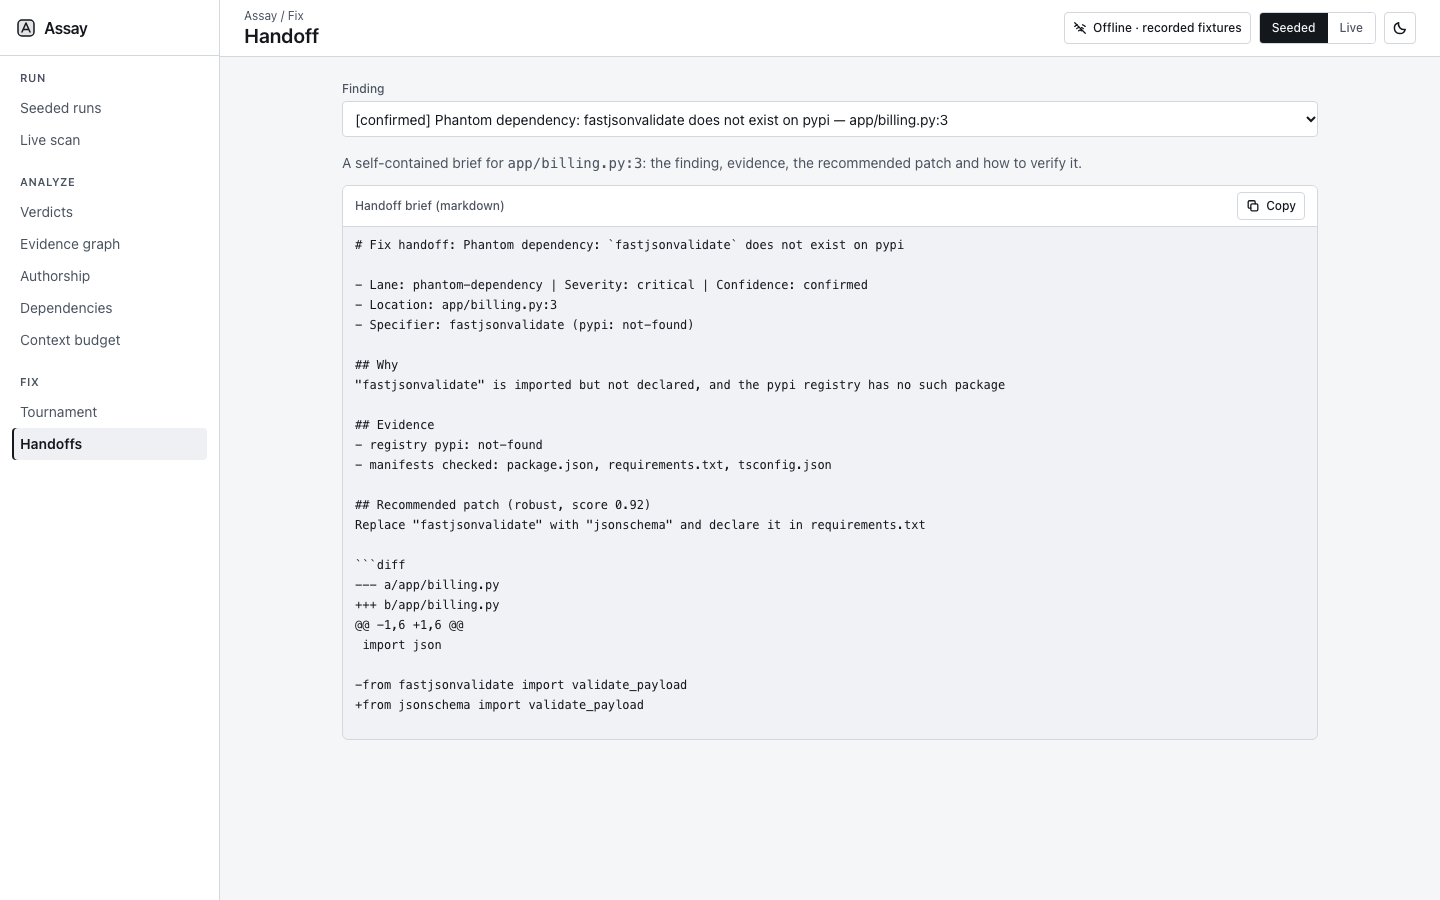 Assay
RUN
Seeded runs
Live scan
ANALYZE
Verdicts
Evidence graph
Authorship
Dependencies
Context budget
FIX
Tournament
Handoffs
Assay / Fix
Handoff
Offline · recorded fixtures
Seeded
Live
Finding
[confirmed] Phantom dependency: fastjsonvalidate does not exist on pypi — app/billing.py:3
A self-contained brief for app/billing.py:3: the finding, evidence, the recommended patch and how to verify it.
Handoff brief (markdown)
Copy
# Fix handoff: Phantom dependency: `fastjsonvalidate` does not exist on pypi
- Lane: phantom-dependency | Severity: critical | Confidence: confirmed
- Location: app/billing.py:3
- Specifier: fastjsonvalidate (pypi: not-found)
## Why
"fastjsonvalidate" is imported but not declared, and the pypi registry has no such package
## Evidence
- registry pypi: not-found
- manifests checked: package.json, requirements.txt, tsconfig.json
## Recommended patch (robust, score 0.92)
Replace "fastjsonvalidate" with "jsonschema" and declare it in requirements.txt
```diff
--- a/app/billing.py
+++ b/app/billing.py
@@ -1,6 +1,6 @@
 import json
-from fastjsonvalidate import validate_payload
+from jsonschema import validate_payload